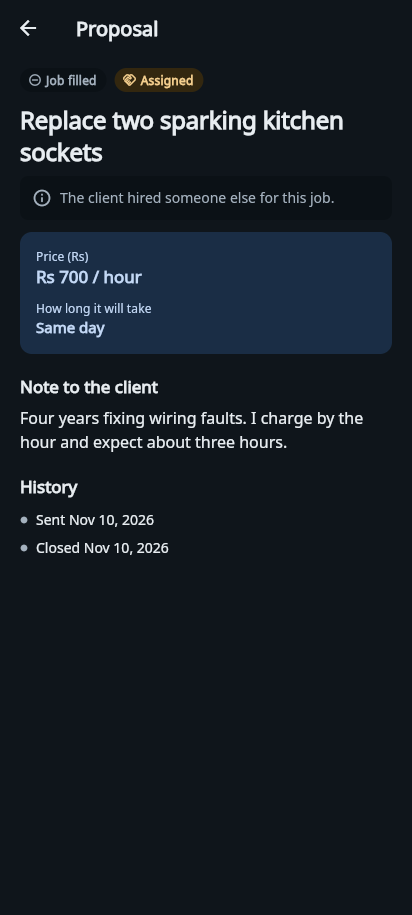 Proposal
Job filled
Assigned
Replace two sparking kitchen
sockets
The client hired someone else for this job.
Price (Rs)
Rs 700 / hour
How long it will take
Same day
Note to the client
Four years fixing wiring faults. I charge by the
hour and expect about three hours.
History
Sent Nov 10, 2026
Closed Nov 10, 2026